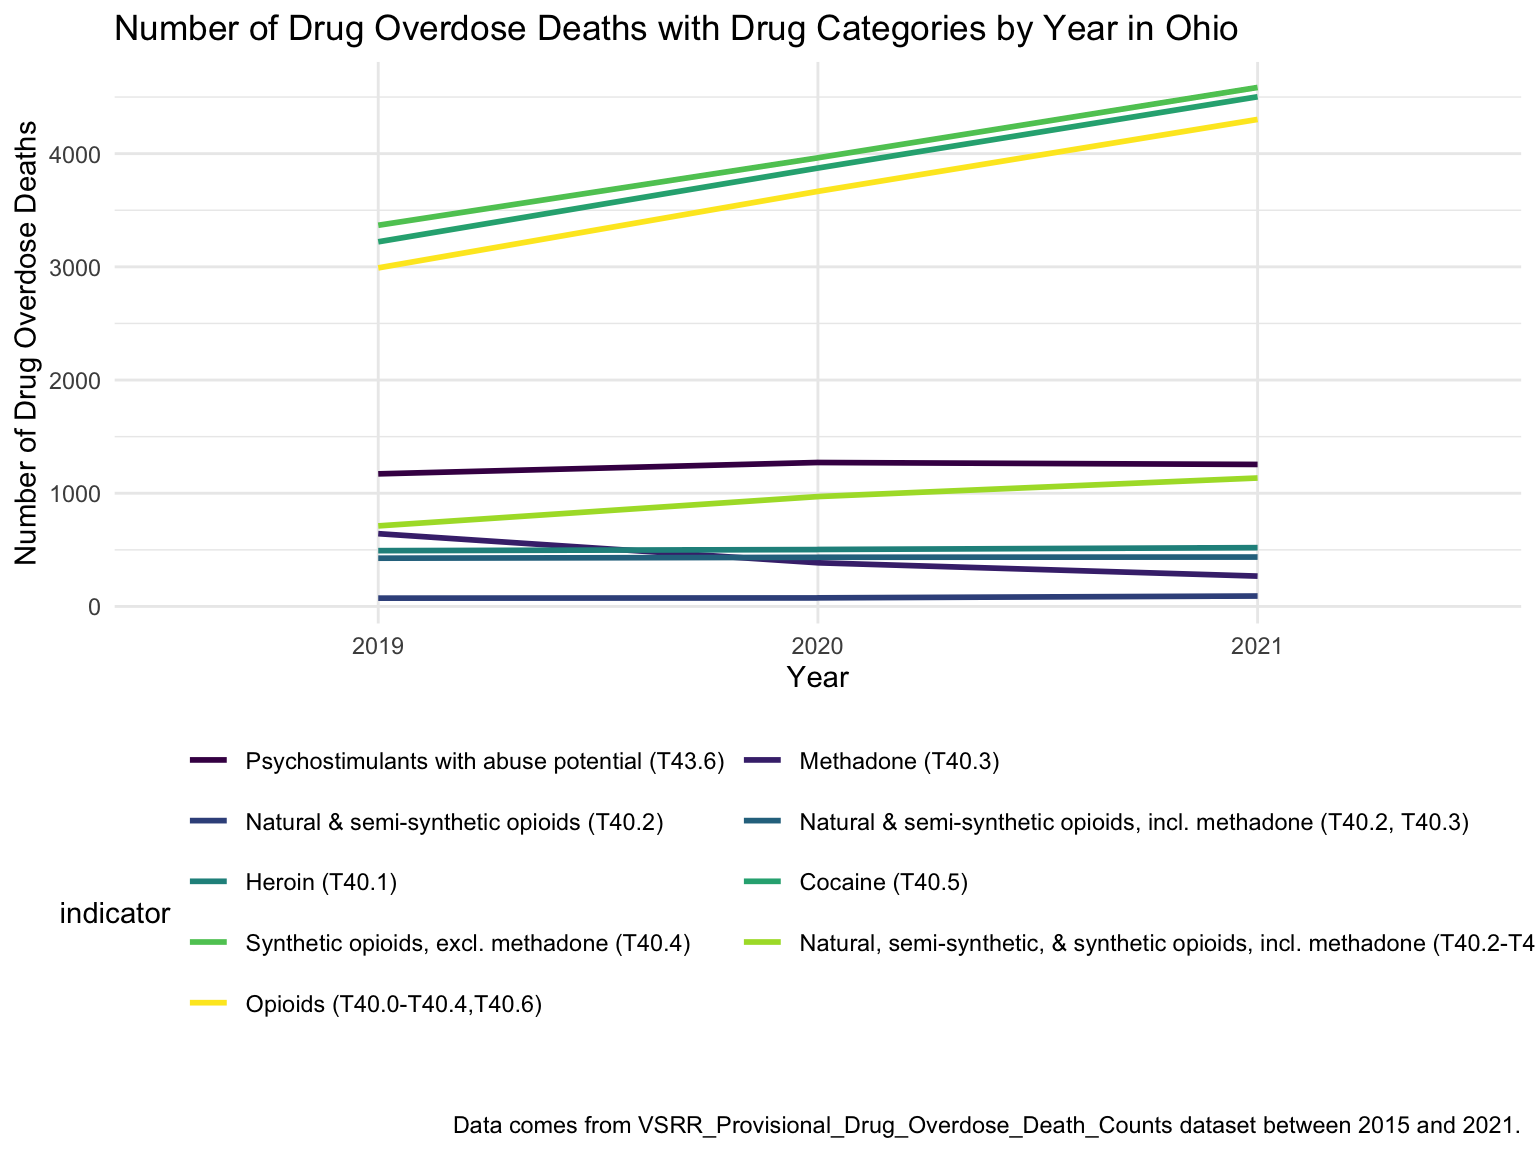 Number of Drug Overdose Deaths with Drug Categories by Year in Ohio
Number of Drug Overdose Deaths
4000
3000
2000
1000
0
2019 2020 2021
Year
indicator
Psychostimulants with abuse potential (T43.6) Methadone (T40.3)
Natural & semi-synthetic opioids (T40.2) Natural & semi-synthetic opioids, incl. methadone (T40.2, T40.3)
Heroin (T40.1) Cocaine (T40.5)
Synthetic opioids, excl. methadone (T40.4) Natural, semi-synthetic, & synthetic opioids, incl. methadone (T40.2-T4
Opioids (T40.0-T40.4,T40.6)
Data comes from VSRR_Provisional_Drug_Overdose_Death_Counts dataset between 2015 and 2021.